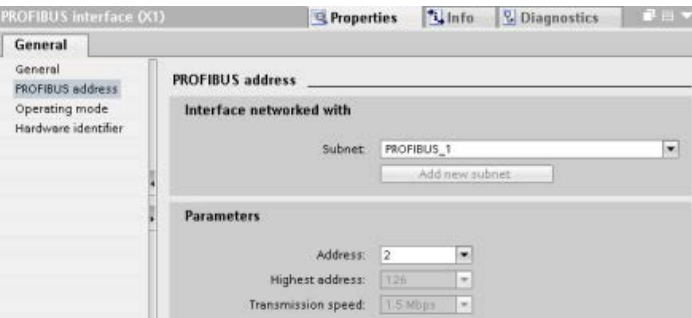 PROFIBUS interface (X1)
Properties
Info
Diagnostics
General
General
PROFIBUS address
Operating mode
Hardware identifier
PROFIBUS address
Interface networked with
Subnet: PROFIBUS_1
Add new subnet
Parameters
Address: 2
Highest address: 126
Transmission speed: 1.5 Mbps